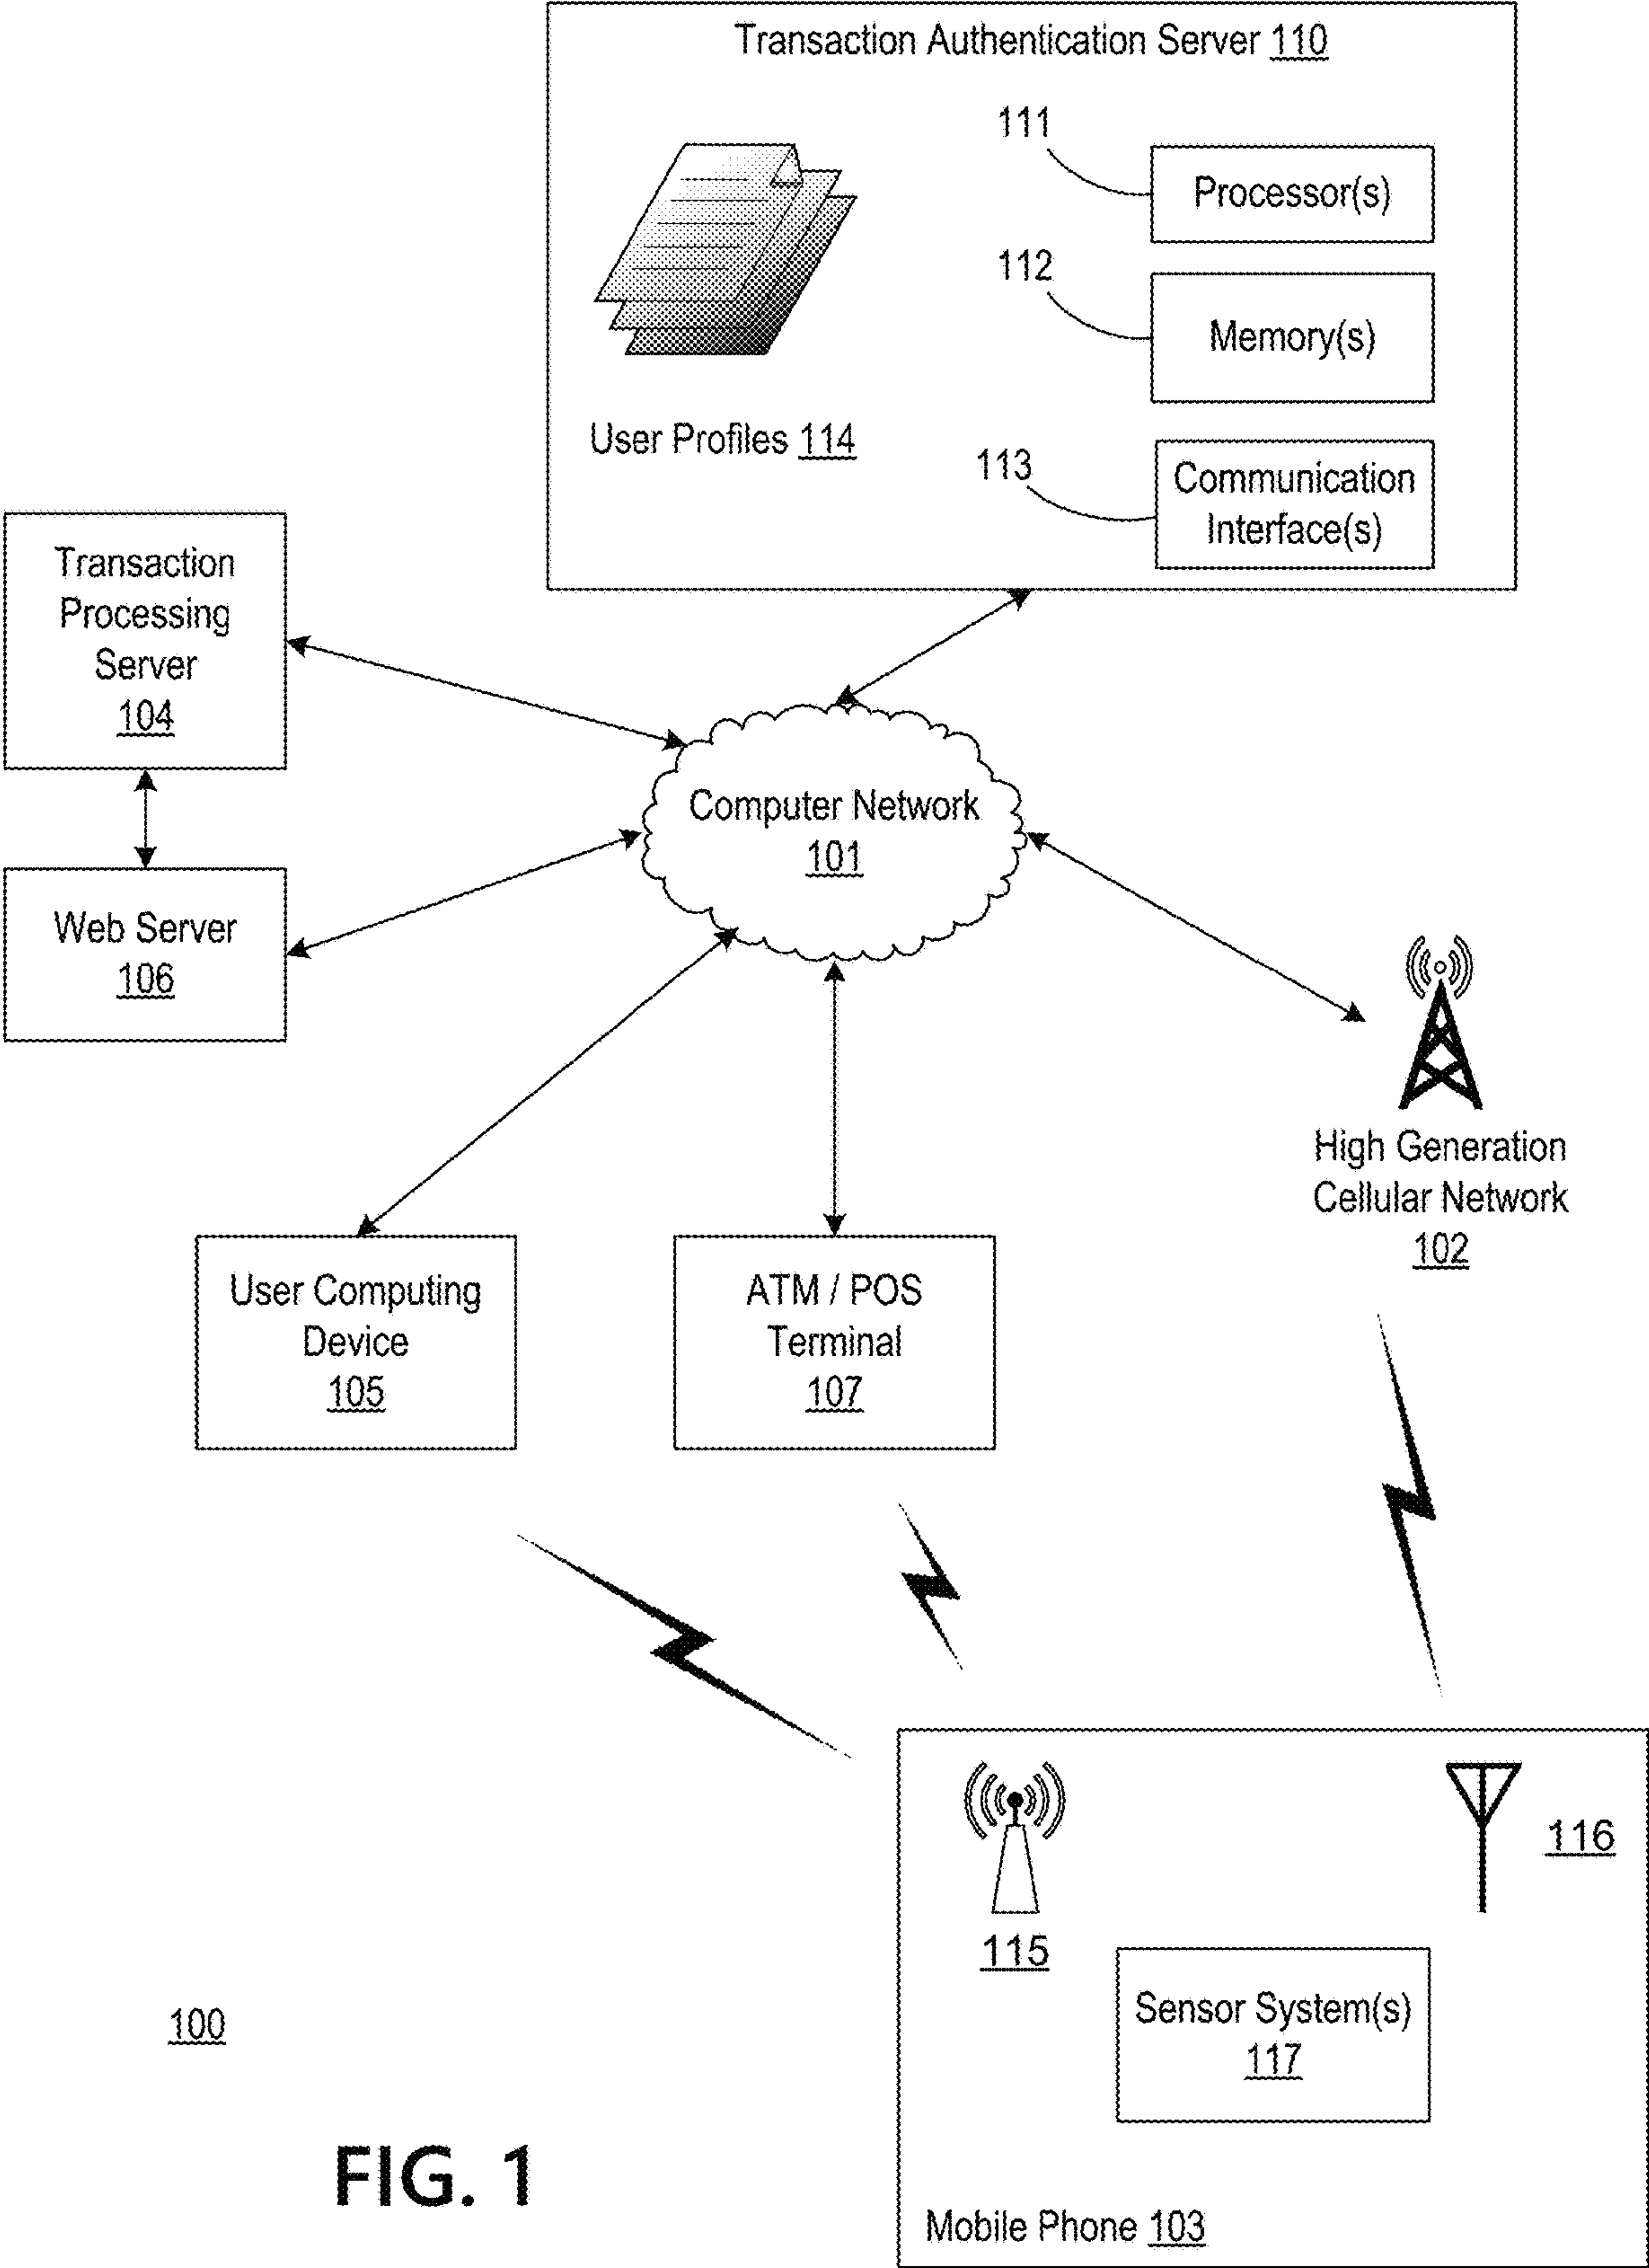 Transaction Authentication Server 110
111
Processor(s)
112
Memory(s)
User Profiles 114
113
Communication
Interface(s)
Transaction
Processing
Server
104
Computer Network
101
Web Server
106
High Generation
Cellular Network
102
User Computing
Device
105
ATM / POS
Terminal
107
115
116
Sensor System(s)
117
100
FIG. 1
Mobile Phone 103